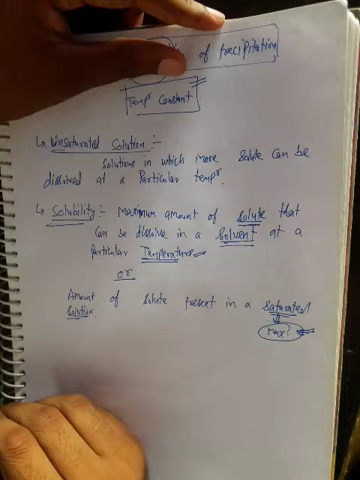 of precipitation
Temp^r Constant
↳ Unsaturated Solution :-
Solutions in which more solute can be
dissolved at a Particular temp^r.
↳ Solubility :- Maximum amount of solute that
Can be dissolve in a Solvent at a
Particular Temperature
or
Amount of solute present in a saturated
Solution.
Max^m